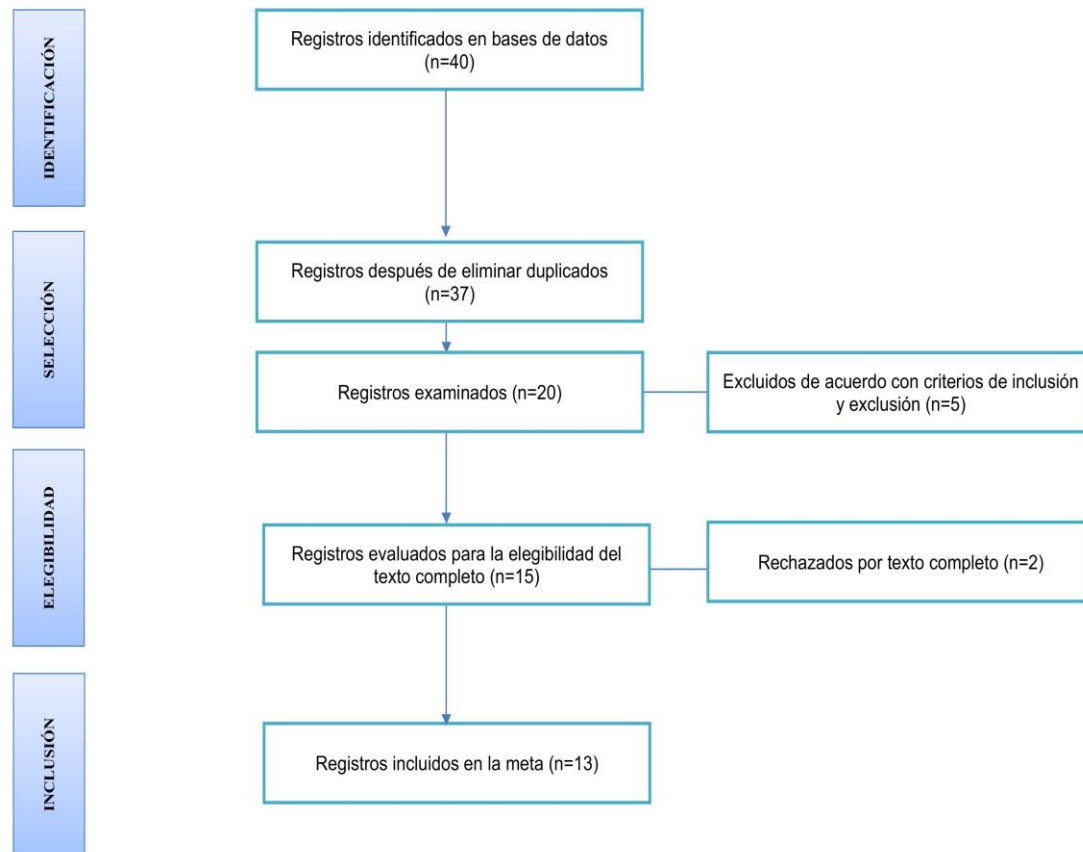 IDENTIFICACIÓN
Registros identificados en bases de datos
(n=40)
SELECCIÓN
Registros después de eliminar duplicados
(n=37)
Registros examinados (n=20)
Excluidos de acuerdo con criterios de inclusión
y exclusión (n=5)
ELEGIBILIDAD
Registros evaluados para la elegibilidad del
texto completo (n=15)
Rechazados por texto completo (n=2)
INCLUSIÓN
Registros incluidos en la meta (n=13)